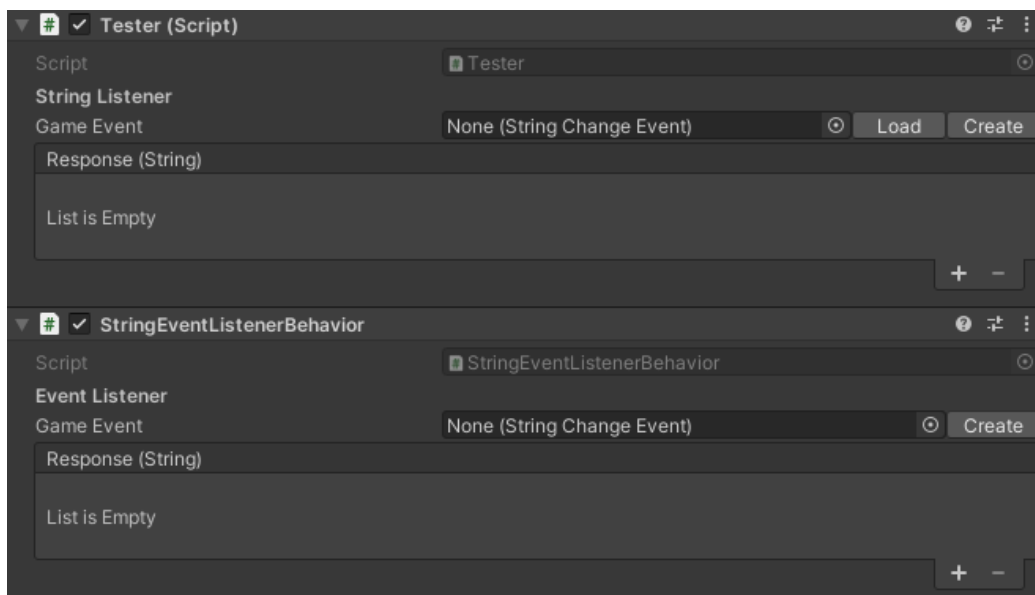 Tester (Script)
Script Tester
String Listener
Game Event None (String Change Event) Load Create
Response (String)
List is Empty
+ −
StringEventListenerBehavior
Script StringEventListenerBehavior
Event Listener
Game Event None (String Change Event) Create
Response (String)
List is Empty
+ −